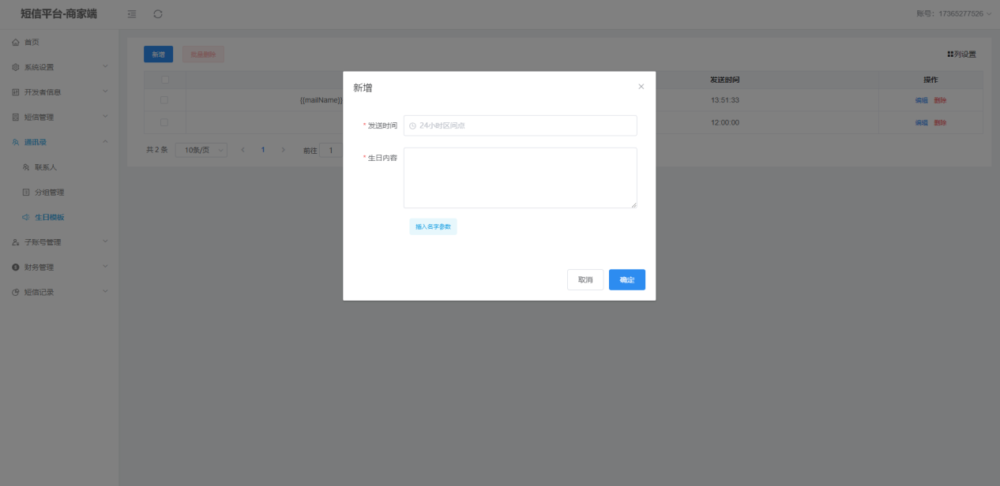 短信平台-商家端
账号：17365277526
首页
系统设置
开发者信息
短信管理
通讯录
联系人
分组管理
生日模板
子账号管理
财务管理
短信记录
新增
批量删除
列设置
发送时间
操作
{{mailName}}
13:51:33
编辑 删除
12:00:00
编辑 删除
共 2 条
10条/页
1
前往
1
新增
*发送时间
24小时区间点
*生日内容
插入名字参数
取消
确定